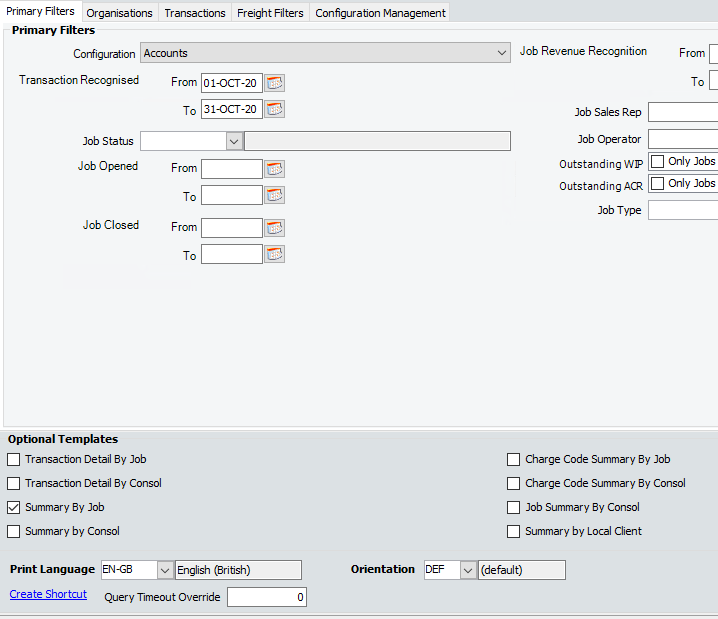 Primary Filters Organisations Transactions Freight Filters Configuration Management
Primary Filters
Configuration Accounts
Job Revenue Recognition From
Transaction Recognised From 01-OCT-20
To
To 31-OCT-20
Job Sales Rep
Job Status
Job Operator
Job Opened From
Outstanding WIP Only Jobs
To
Outstanding ACR Only Jobs
Job Type
Job Closed From
To
Optional Templates
Transaction Detail By Job
Charge Code Summary By Job
Transaction Detail By Consol
Charge Code Summary By Consol
Summary By Job
Job Summary By Consol
Summary by Consol
Summary by Local Client
Print Language EN-GB English (British) Orientation DEF (default)
Create Shortcut Query Timeout Override 0